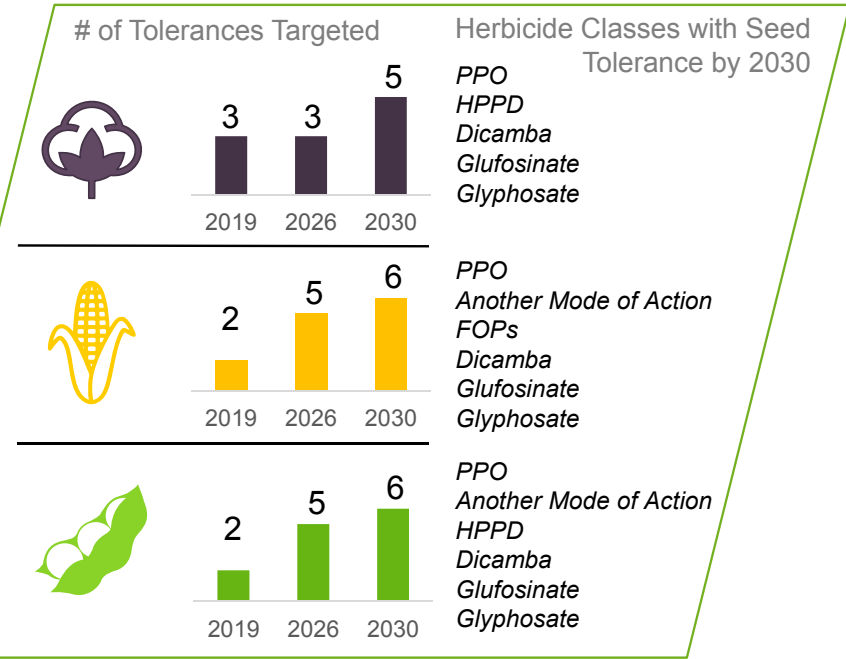 # of Tolerances Targeted
Herbicide Classes with Seed
Tolerance by 2030
3
3
5
2019
2026
2030
PPO
HPPD
Dicamba
Glufosinate
Glyphosate
2
5
6
2019
2026
2030
PPO
Another Mode of Action
FOPs
Dicamba
Glufosinate
Glyphosate
2
5
6
2019
2026
2030
PPO
Another Mode of Action
HPPD
Dicamba
Glufosinate
Glyphosate